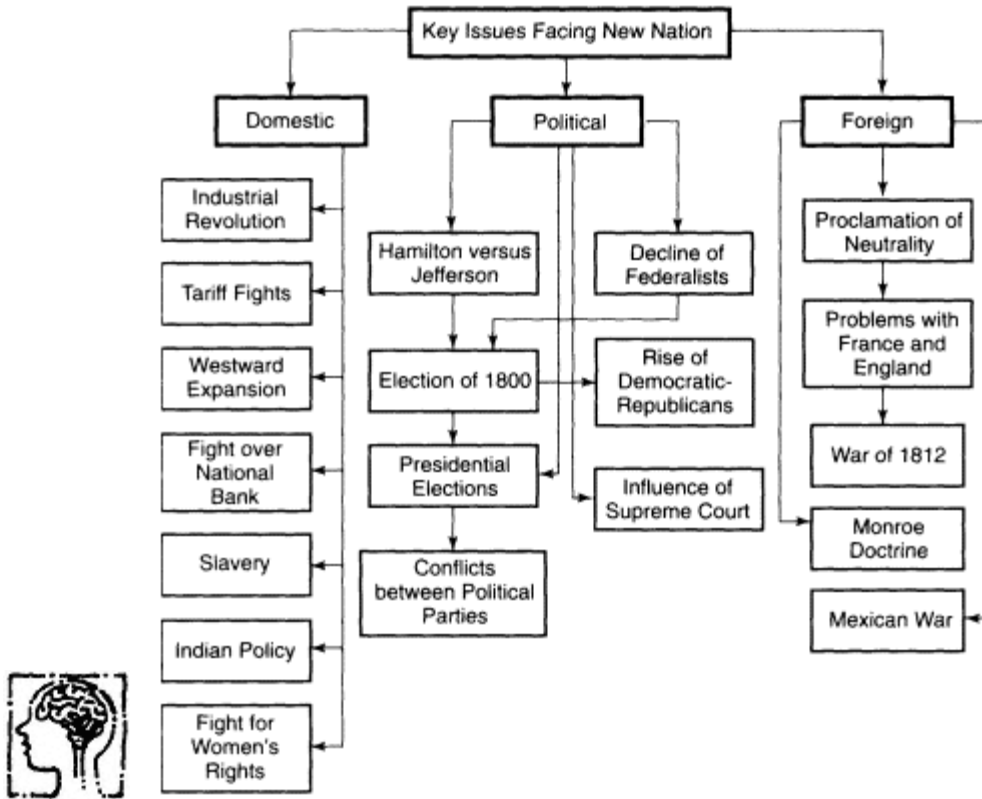 Key Issues Facing New Nation
Domestic
Political
Foreign
Industrial
Revolution
Tariff Fights
Westward
Expansion
Fight over
National
Bank
Slavery
Indian Policy
Fight for
Women's
Rights
Hamilton versus
Jefferson
Decline of
Federalists
Election of 1800
Rise of
Democratic-
Republicans
Presidential
Elections
Influence of
Supreme Court
Conflicts
between Political
Parties
Proclamation of
Neutrality
Problems with
France and
England
War of 1812
Monroe
Doctrine
Mexican War